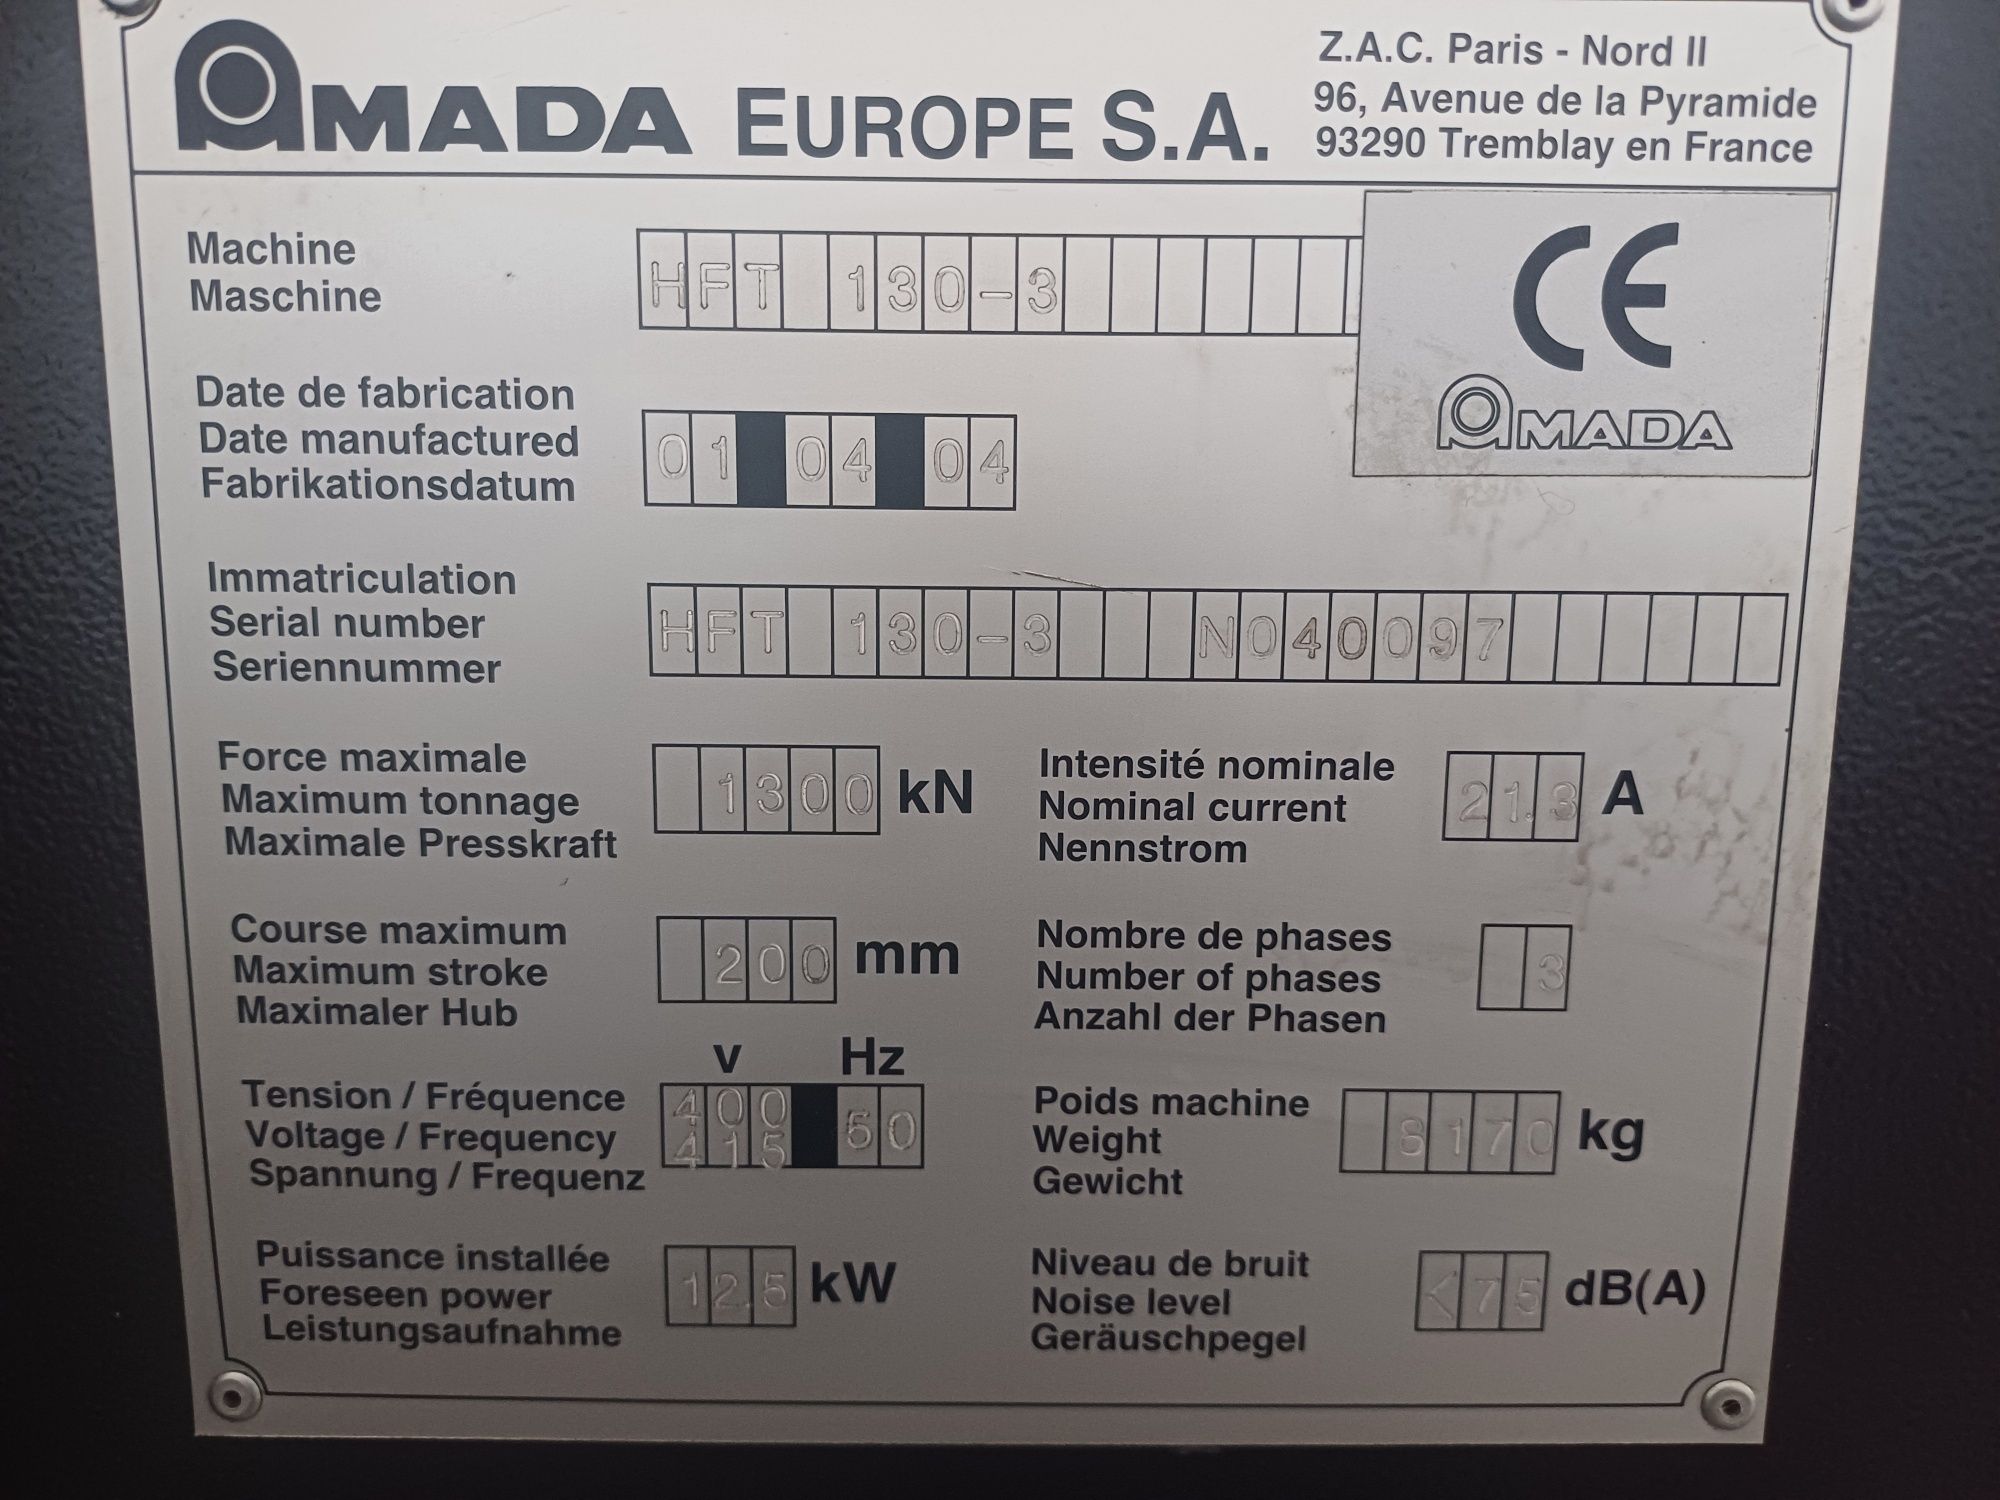 AMADA EUROPE S.A.
Z.A.C. Paris - Nord II
96, Avenue de la Pyramide
93290 Tremblay en France
CE
AMADA
Machine
Maschine
HFT 130-3
Date de fabrication
Date manufactured
Fabrikationsdatum
01 04 04
Immatriculation
Serial number
Seriennummer
HFT 130-3 N040097
Force maximale
Maximum tonnage
Maximale Presskraft
1300 kN
Intensité nominale
Nominal current
Nennstrom
21.3 A
Course maximum
Maximum stroke
Maximaler Hub
200 mm
Nombre de phases
Number of phases
Anzahl der Phasen
3
V Hz
Tension / Fréquence
Voltage / Frequency
Spannung / Frequenz
400 50
415
Poids machine
Weight
Gewicht
8170 kg
Puissance installée
Foreseen power
Leistungsaufnahme
12.5 kW
Niveau de bruit
Noise level
Geräuschpegel
<75 dB(A)